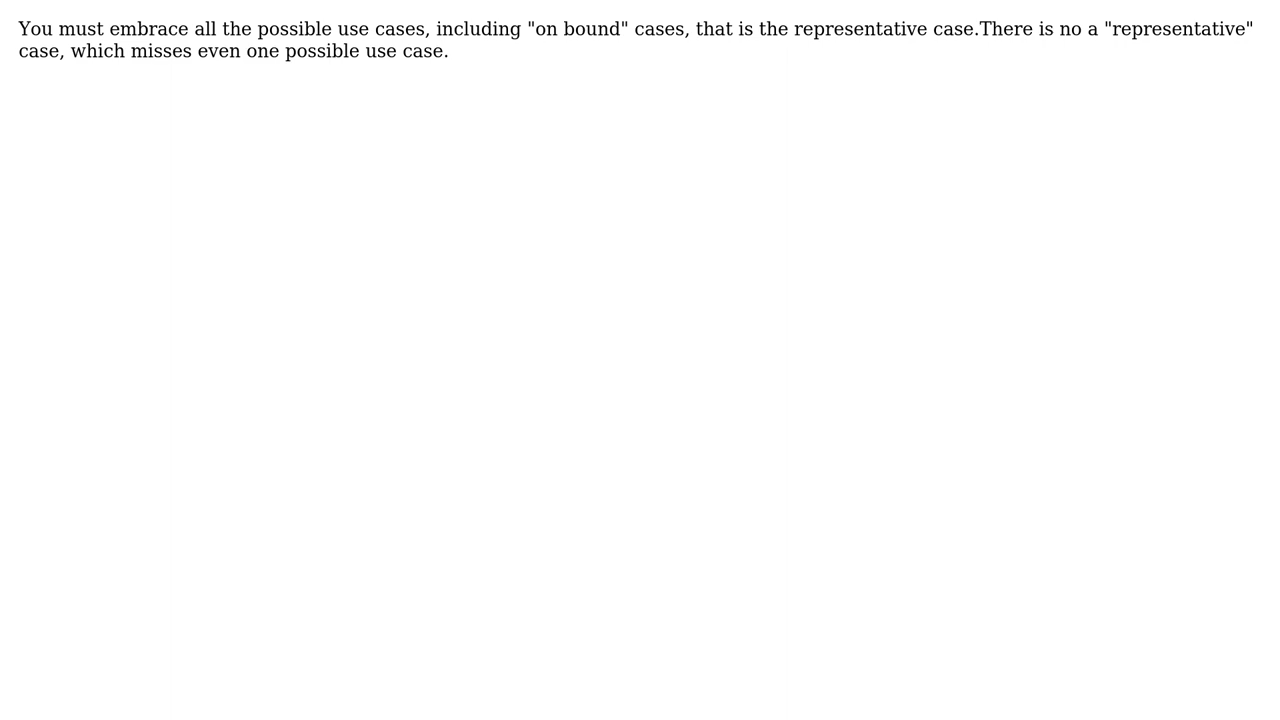 You must embrace all the possible use cases, including "on bound" cases, that is the representative case.There is no a "representative"
case, which misses even one possible use case.